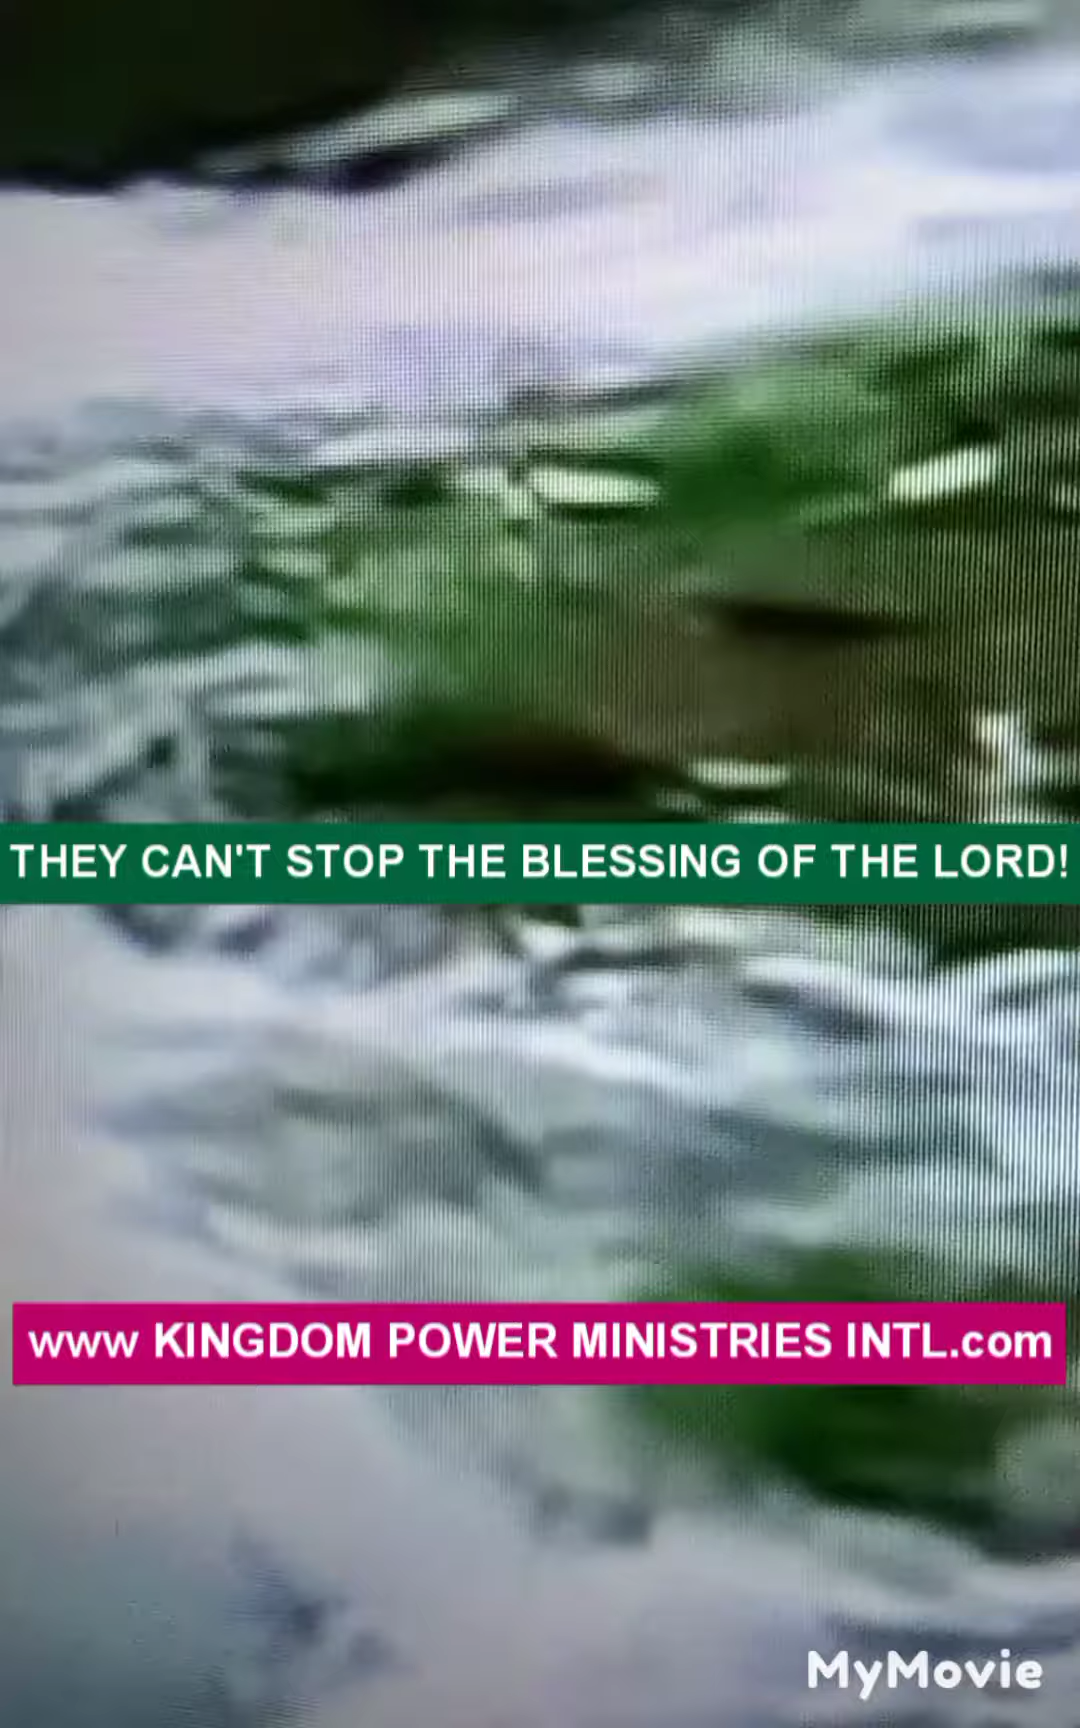 THEY CAN'T STOP THE BLESSING OF THE LORD!
www KINGDOM POWER MINISTRIES INTL.com
MyMovie